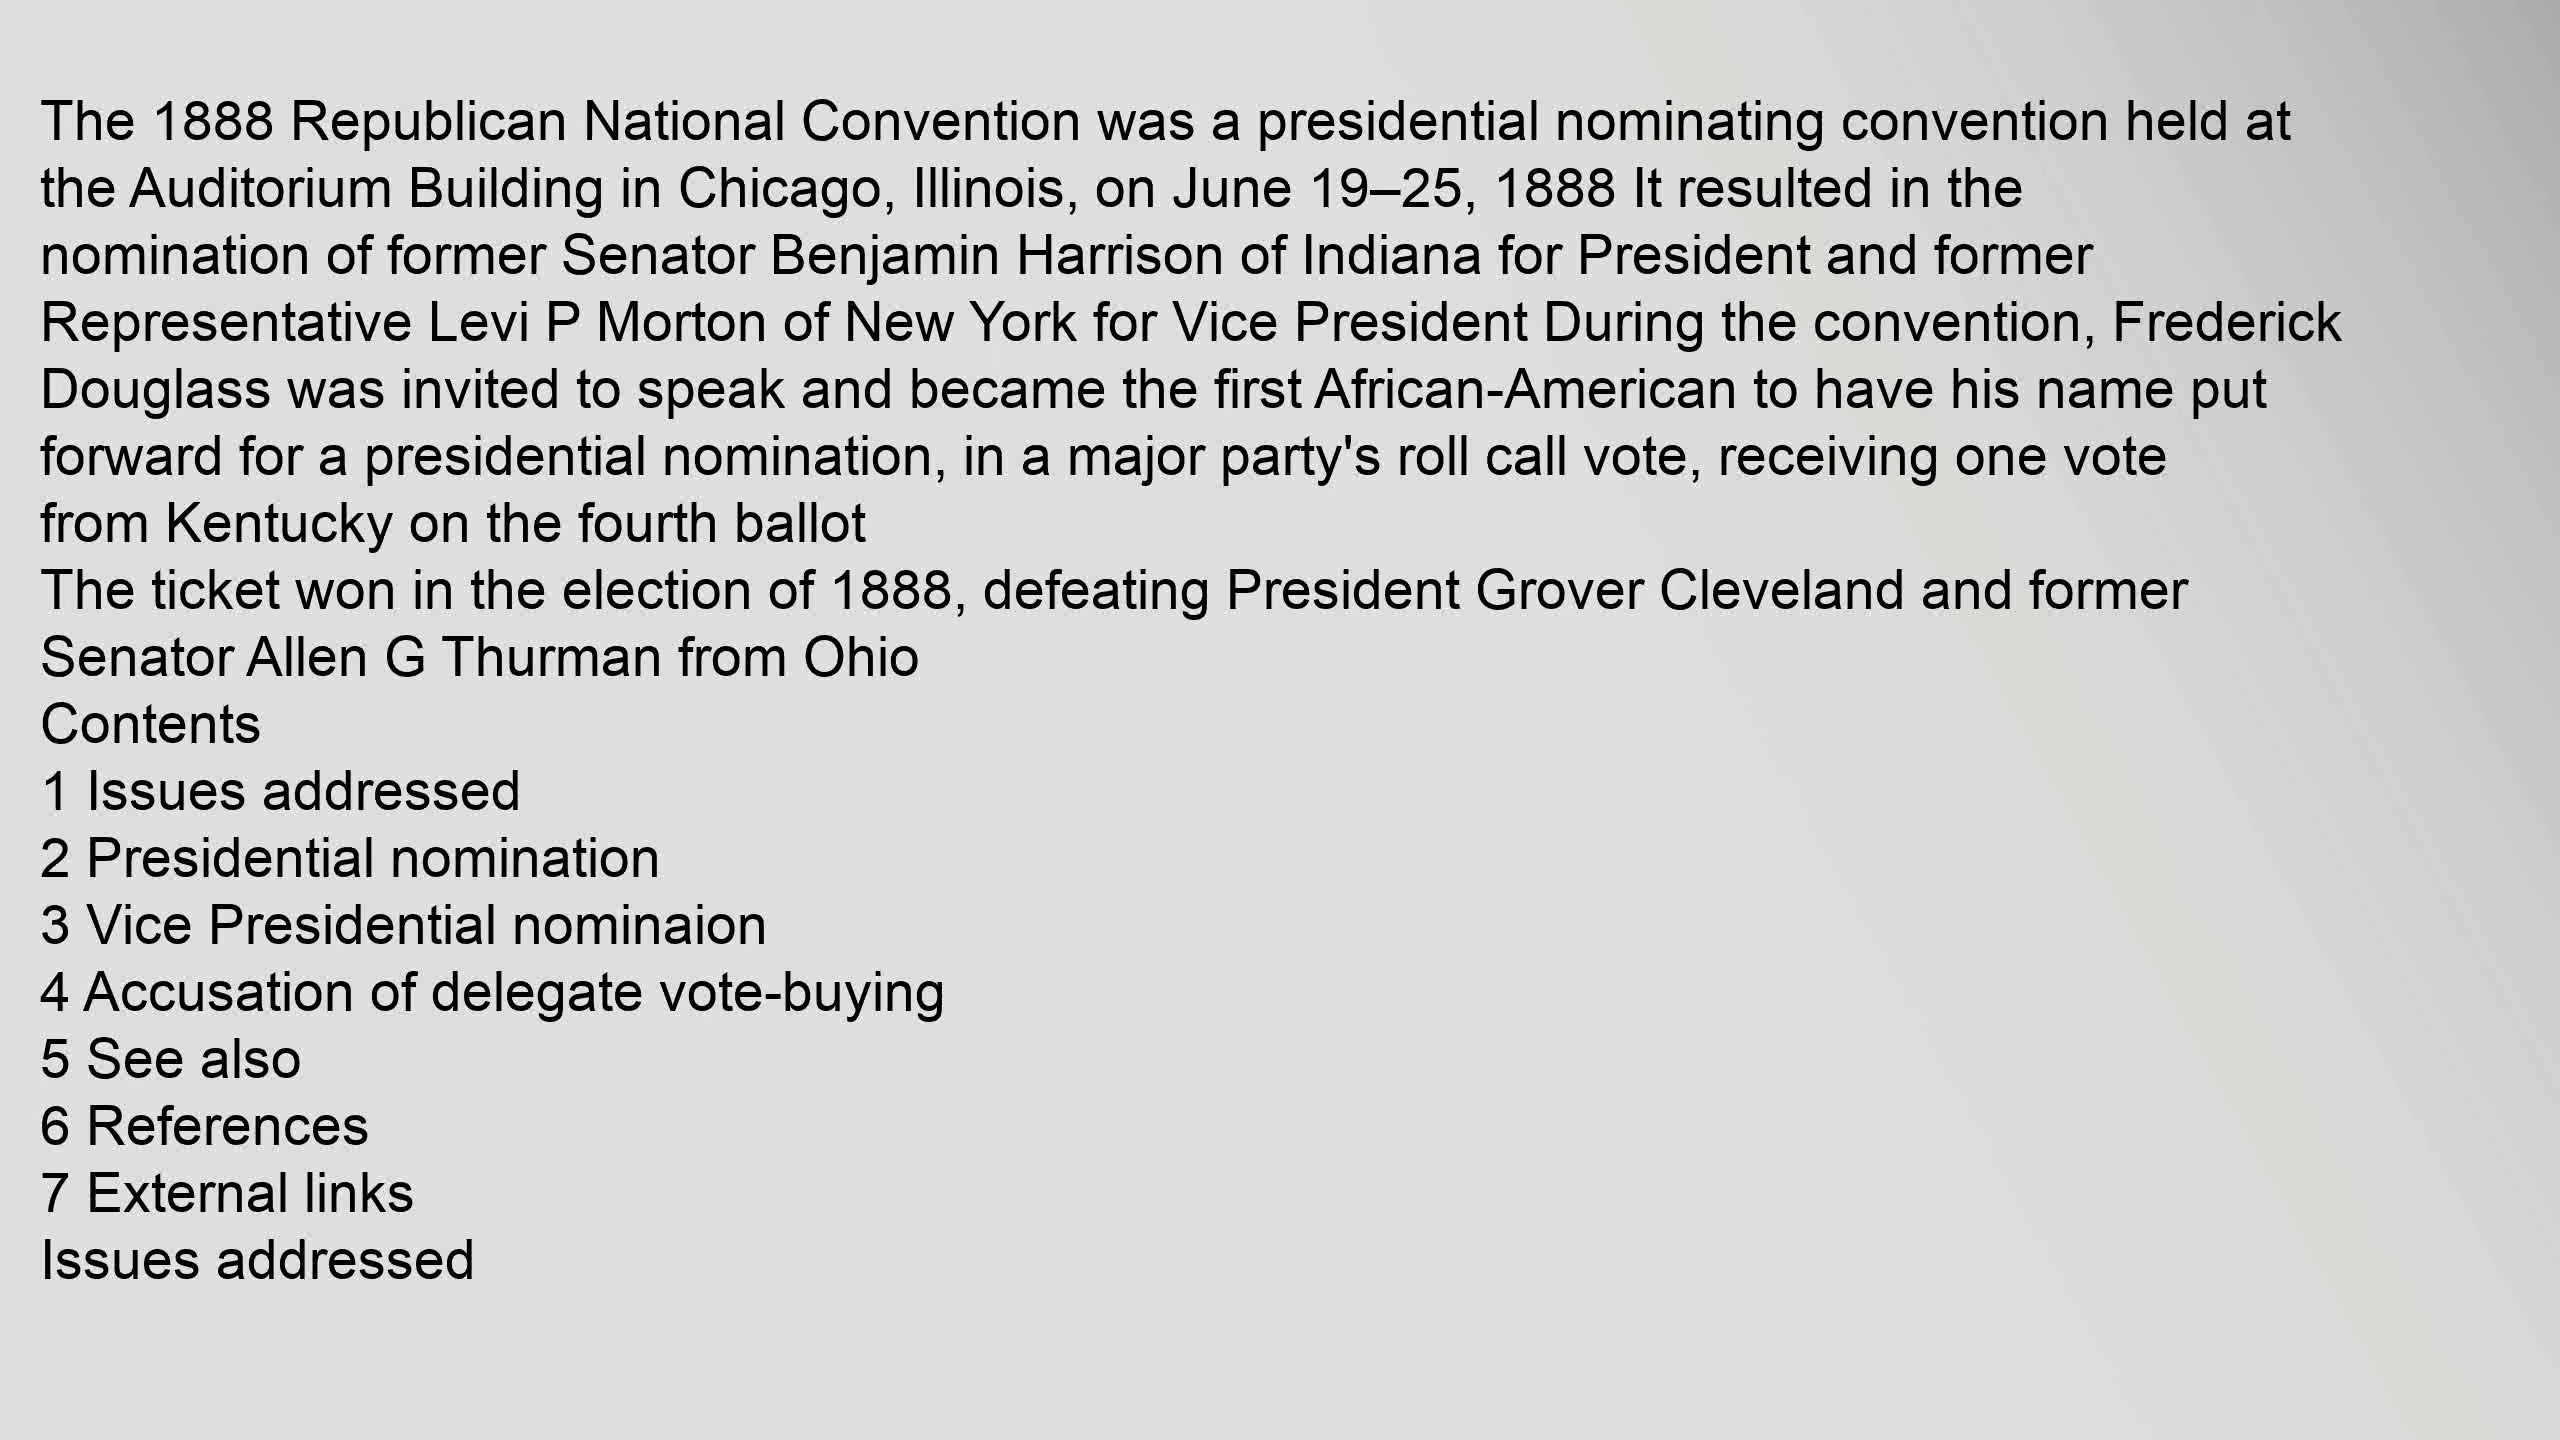 The 1888 Republican National Convention was a presidential nominating convention held at
the Auditorium Building in Chicago, Illinois, on June 19–25, 1888 It resulted in the
nomination of former Senator Benjamin Harrison of Indiana for President and former
Representative Levi P Morton of New York for Vice President During the convention, Frederick
Douglass was invited to speak and became the first African-American to have his name put
forward for a presidential nomination, in a major party's roll call vote, receiving one vote
from Kentucky on the fourth ballot
The ticket won in the election of 1888, defeating President Grover Cleveland and former
Senator Allen G Thurman from Ohio
Contents
1 Issues addressed
2 Presidential nomination
3 Vice Presidential nominaion
4 Accusation of delegate vote-buying
5 See also
6 References
7 External links
Issues addressed